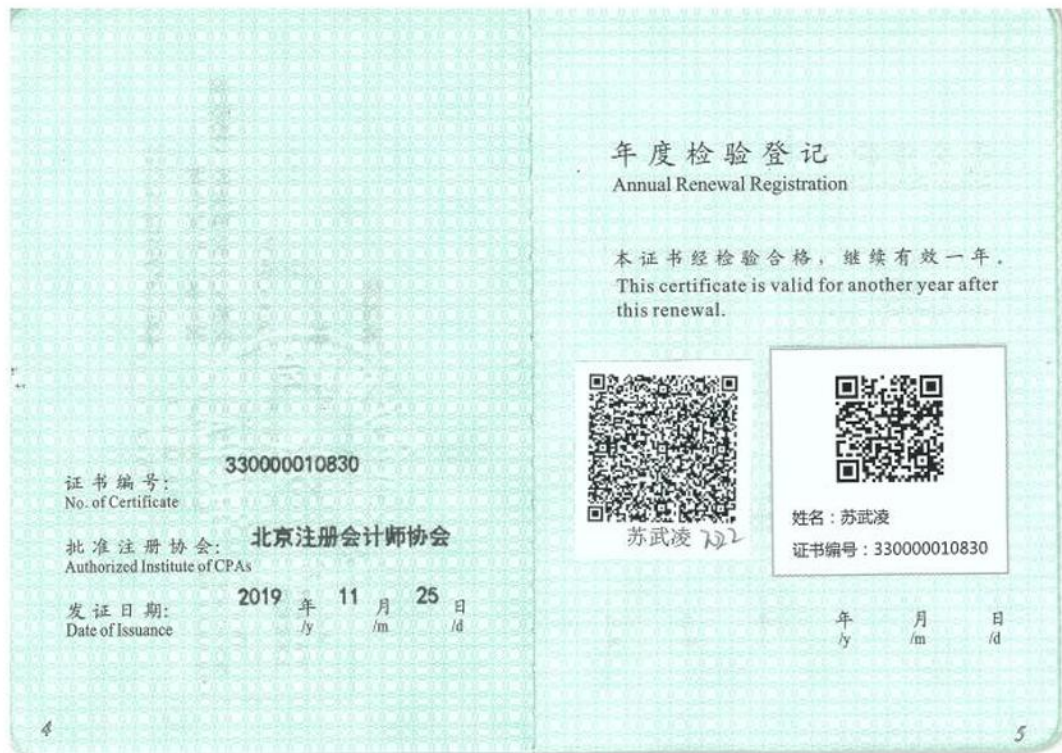 330000010830
证书编号:
No. of Certificate
批准注册协会: 北京注册会计师协会
Authorized Institute of CPAs
发证日期: 2019 年 11 月 25 日
Date of Issuance /y /m /d
4
年度检验登记
Annual Renewal Registration
本证书经检验合格，继续有效一年。
This certificate is valid for another year after
this renewal.
苏武凌 2022
姓名：苏武凌
证书编号：330000010830
年 月 日
/y /m /d
5